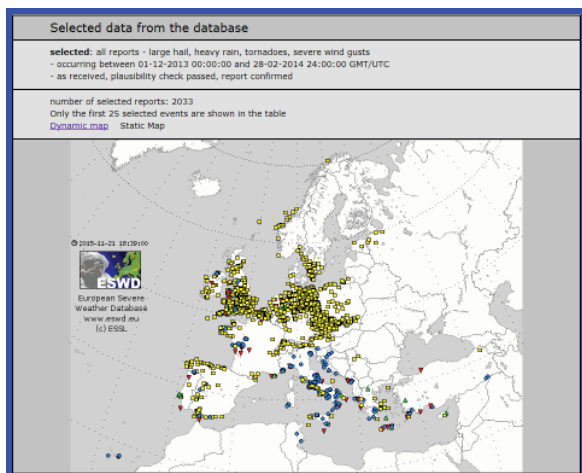 Selected data from the database
selected: all reports - large hail, heavy rain, tornadoes, severe wind gusts
- occurring between 01-12-2013 00:00:00 and 28-02-2014 24:00:00 GMT/UTC
- as received, plausibility check passed, report confirmed
number of selected reports: 2033
Only the first 25 selected events are shown in the table
Dynamic map Static Map
2015-11-21 18:39:00
ESWD
European Severe
Weather Database
www.eswd.eu
(c) ESSL